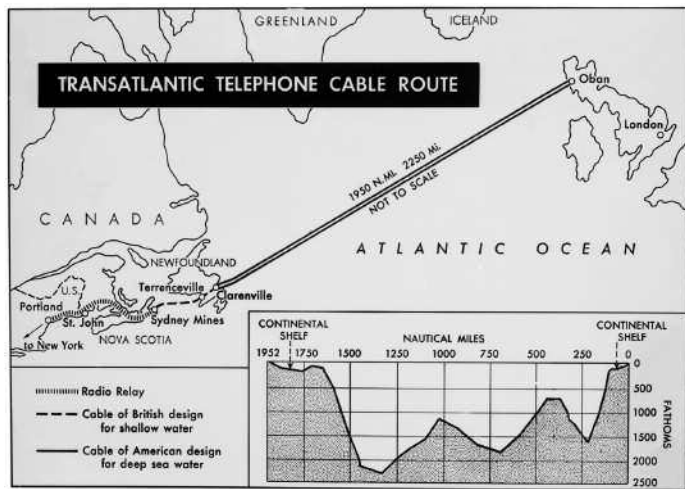 GREENLAND
ICELAND
TRANSATLANTIC TELEPHONE CABLE ROUTE
Oban
London
1950 N.MI. 2250 MI.
NOT TO SCALE
CANADA
ATLANTIC OCEAN
NEWFOUNDLAND
Terrenceville
Clarenville
U.S.
Portland
St. John
Sydney Mines
NOVA SCOTIA
to New York
Radio Relay
Cable of British design
for shallow water
Cable of American design
for deep sea water
CONTINENTAL
SHELF
NAUTICAL MILES
CONTINENTAL
SHELF
1952 1750 1500 1250 1000 750 500 250 0
0
500
1000
1500
2000
2500
FATHOMS